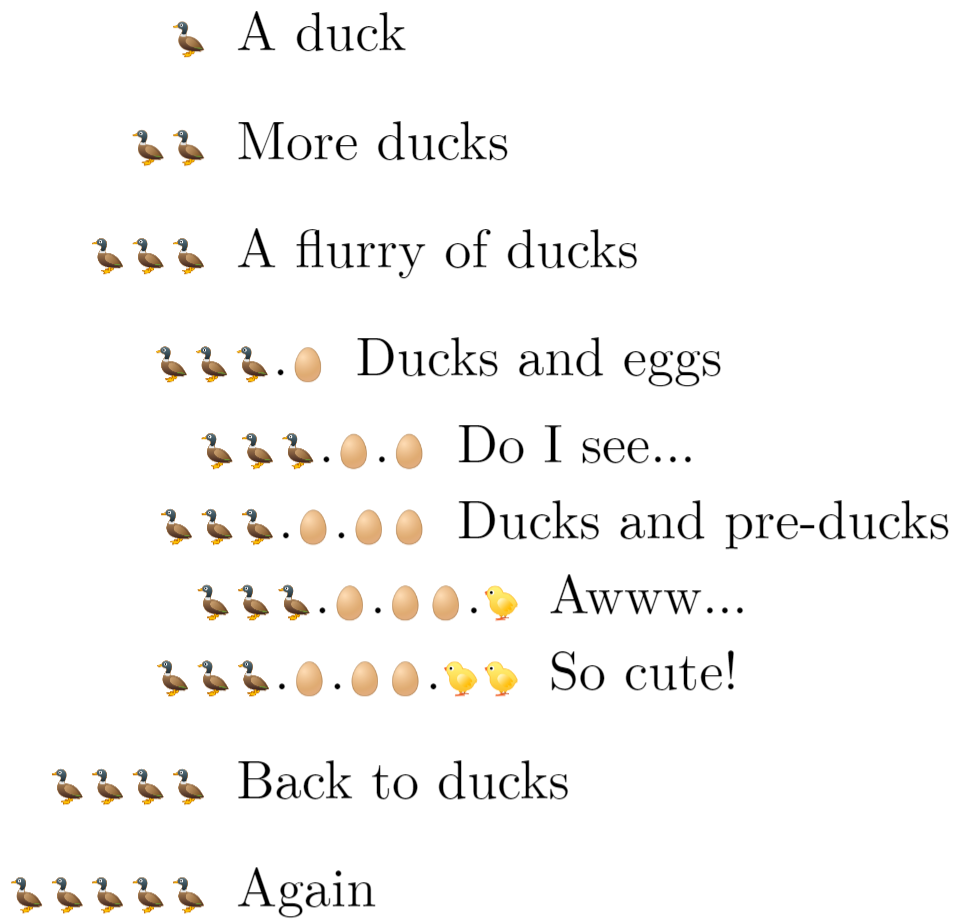 🦆 A duck
🦆🦆 More ducks
🦆🦆🦆 A flurry of ducks
🦆🦆🦆.🥚 Ducks and eggs
🦆🦆🦆.🥚.🥚 Do I see...
🦆🦆🦆.🥚.🥚🥚 Ducks and pre-ducks
🦆🦆🦆.🥚.🥚🥚.🐤 Awww...
🦆🦆🦆.🥚.🥚🥚.🐤🐤 So cute!
🦆🦆🦆🦆 Back to ducks
🦆🦆🦆🦆🦆 Again